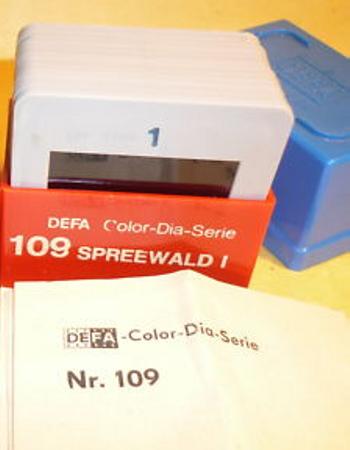 1
DEFA Color-Dia-Serie
109 SPREEWALD I
DEFA-Color-Dia-Serie
Nr. 109